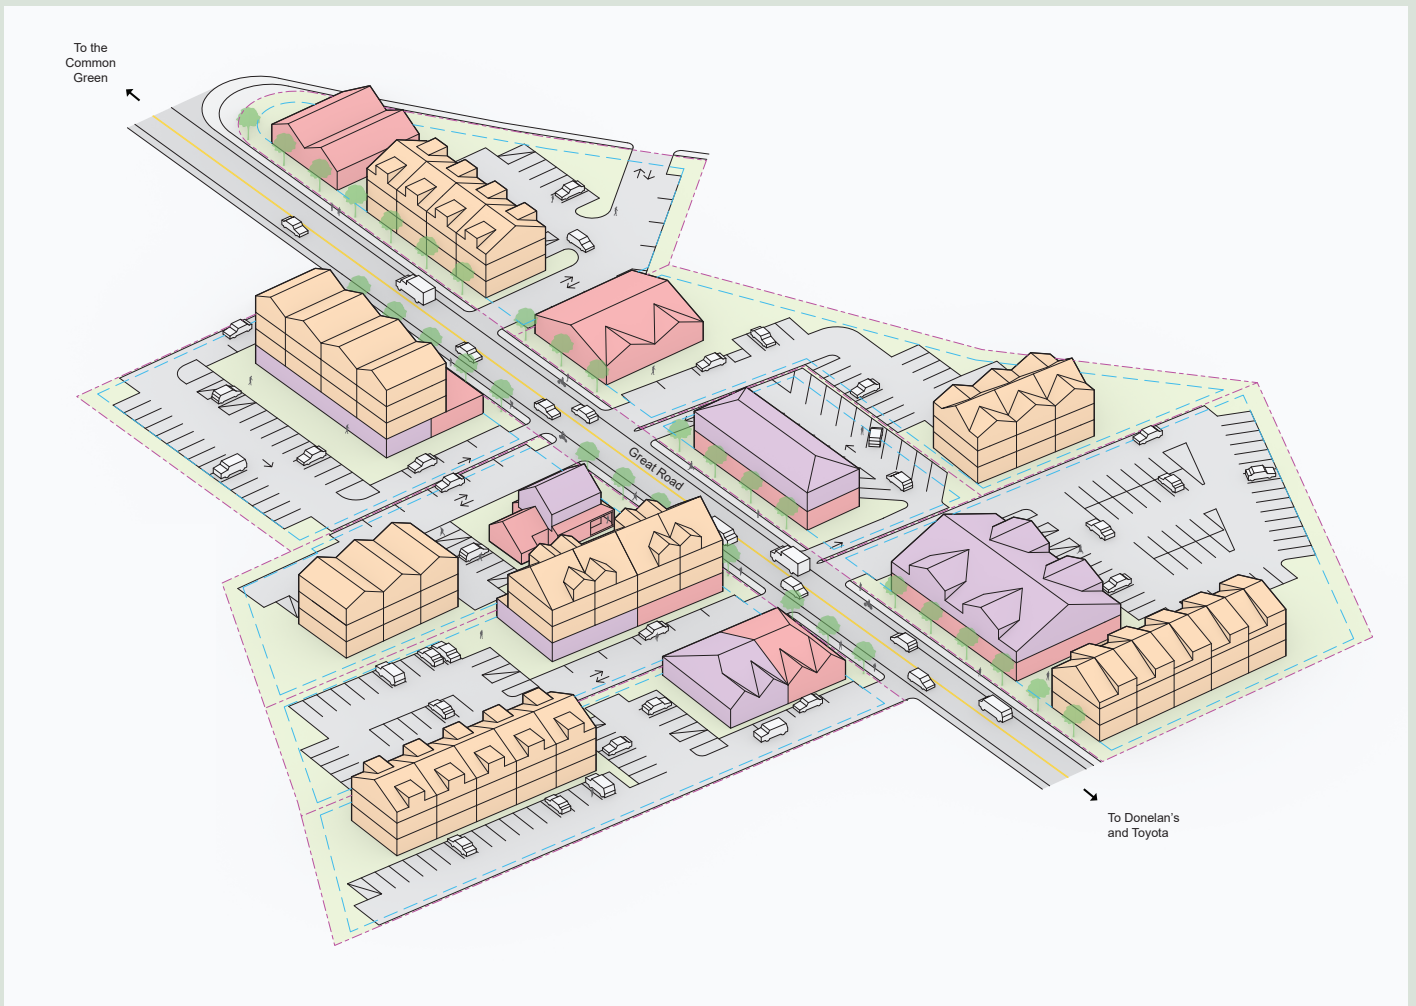 To the
Common
Green
Great Road
To Donelan's
and Toyota